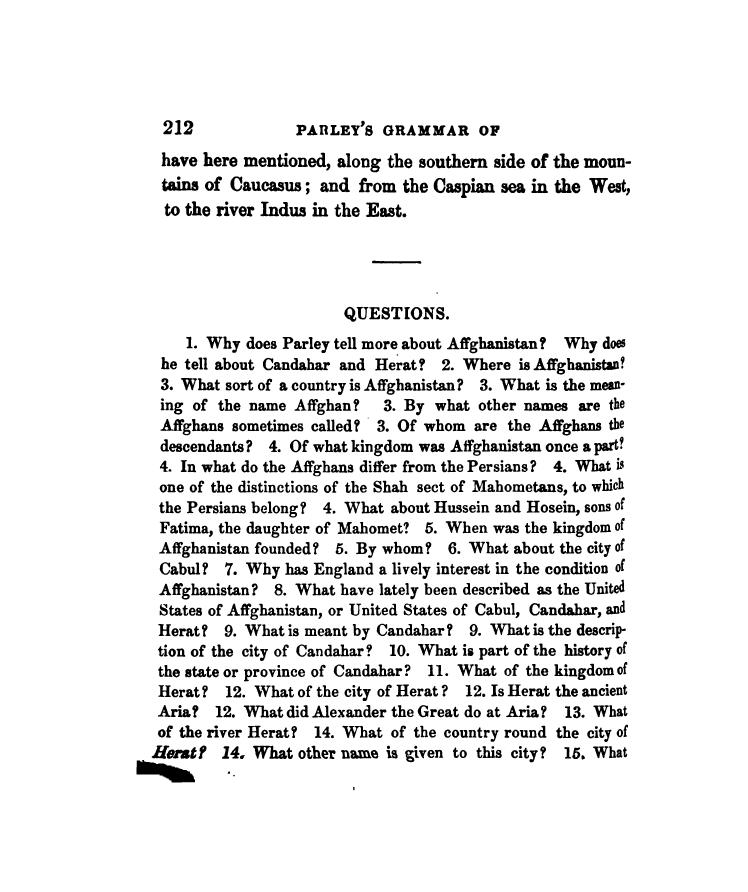 212 PARLEY'S GRAMMAR OF
have here mentioned, along the southern side of the moun-
tains of Caucasus; and from the Caspian sea in the West,
to the river Indus in the East.
QUESTIONS.
1. Why does Parley tell more about Affghanistan? Why does
he tell about Candahar and Herat? 2. Where is Affghanistan?
3. What sort of a country is Affghanistan? 3. What is the mean-
ing of the name Affghan? 3. By what other names are the
Affghans sometimes called? 3. Of whom are the Affghans the
descendants? 4. Of what kingdom was Affghanistan once a part?
4. In what do the Affghans differ from the Persians? 4. What is
one of the distinctions of the Shah sect of Mahometans, to which
the Persians belong? 4. What about Hussein and Hosein, sons of
Fatima, the daughter of Mahomet? 5. When was the kingdom of
Affghanistan founded? 5. By whom? 6. What about the city of
Cabul? 7. Why has England a lively interest in the condition of
Affghanistan? 8. What have lately been described as the United
States of Affghanistan, or United States of Cabul, Candahar, and
Herat? 9. What is meant by Candahar? 9. What is the descrip-
tion of the city of Candahar? 10. What is part of the history of
the state or province of Candahar? 11. What of the kingdom of
Herat? 12. What of the city of Herat? 12. Is Herat the ancient
Aria? 12. What did Alexander the Great do at Aria? 13. What
of the river Herat? 14. What of the country round the city of
Herat? 14. What other name is given to this city? 15. What